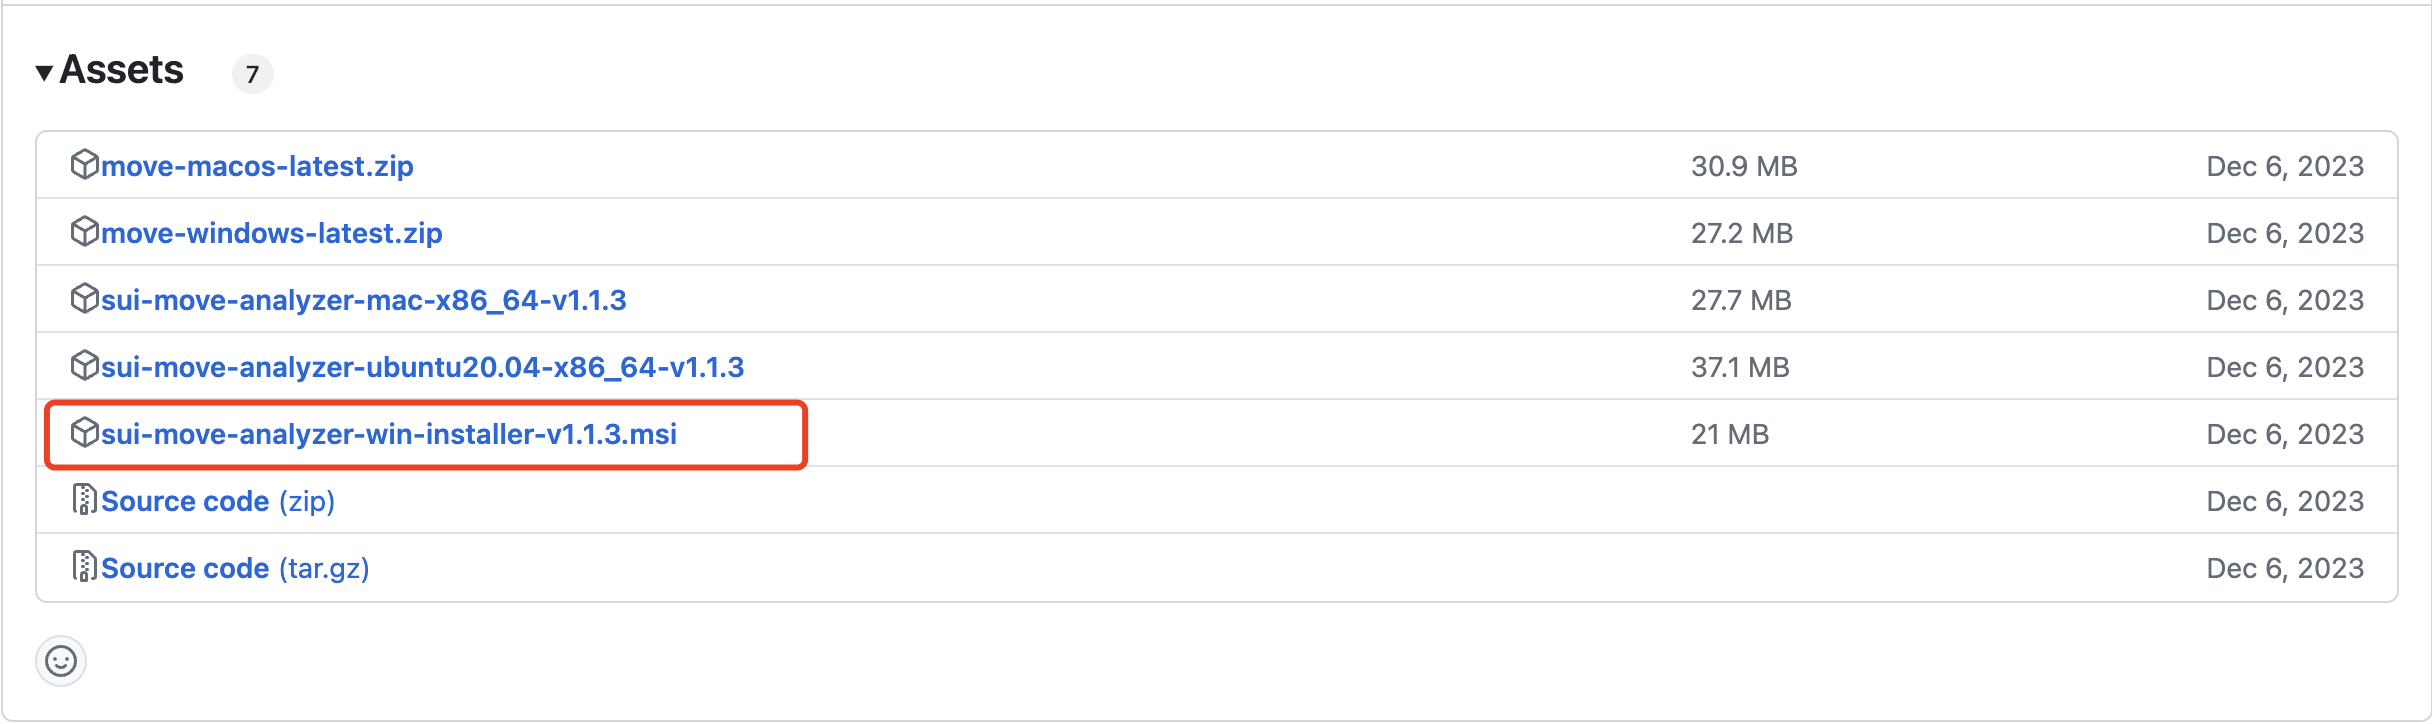 Assets 7
move-macos-latest.zip 30.9 MB Dec 6, 2023
move-windows-latest.zip 27.2 MB Dec 6, 2023
sui-move-analyzer-mac-x86_64-v1.1.3 27.7 MB Dec 6, 2023
sui-move-analyzer-ubuntu20.04-x86_64-v1.1.3 37.1 MB Dec 6, 2023
sui-move-analyzer-win-installer-v1.1.3.msi 21 MB Dec 6, 2023
Source code (zip) Dec 6, 2023
Source code (tar.gz) Dec 6, 2023